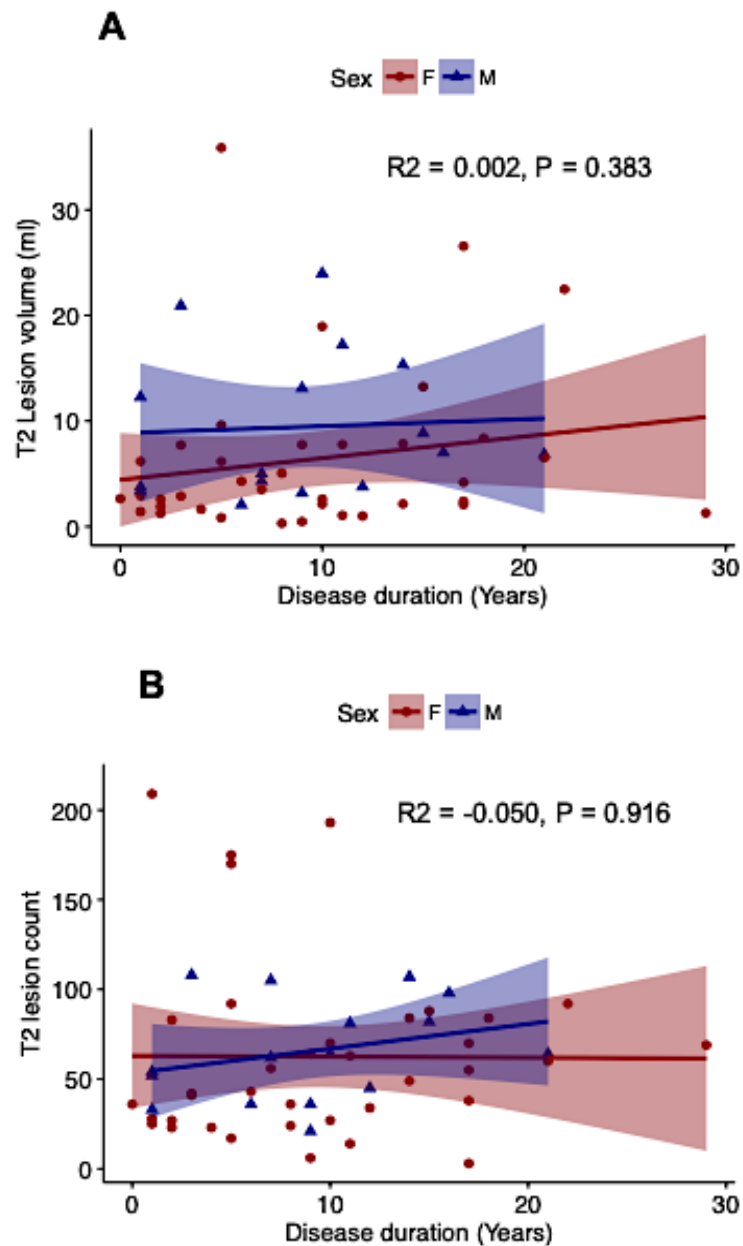 A
Sex F M
R2 = 0.002, P = 0.383
T2 Lesion volume (ml)
30
20
10
0
0 10 20 30
Disease duration (Years)
B
Sex F M
R2 = -0.050, P = 0.916
T2 lesion count
200
150
100
50
0
0 10 20 30
Disease duration (Years)